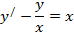 y′ − y/x = x